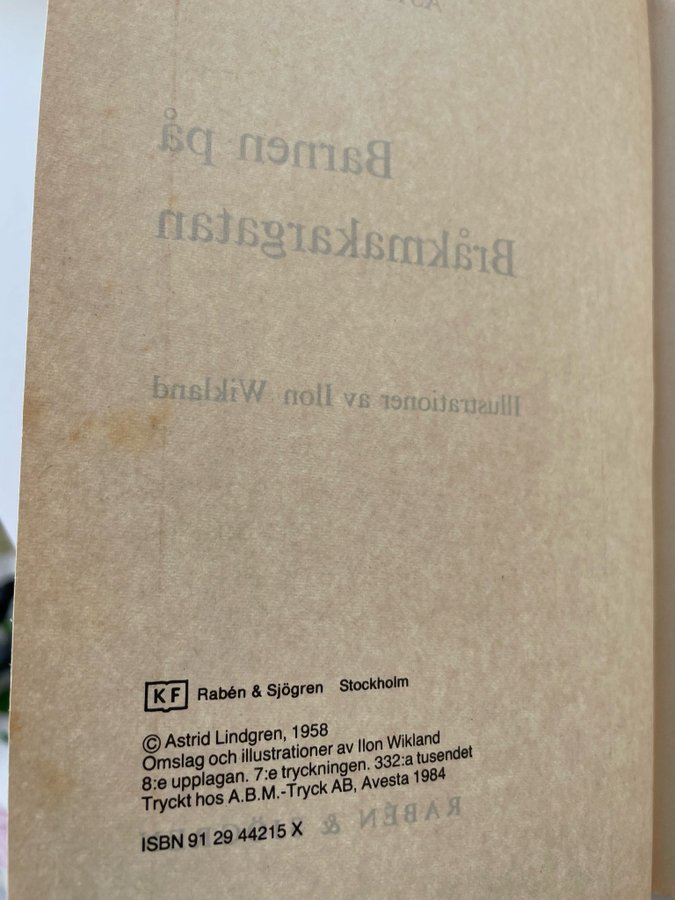 Barnen på
Bråkmakargatan
Illustrationer av Ilon Wikland
KF Rabén & Sjögren Stockholm
© Astrid Lindgren, 1958
Omslag och illustrationer av Ilon Wikland
8:e upplagan. 7:e tryckningen. 332:a tusendet
Tryckt hos A.B.M.-Tryck AB, Avesta 1984
RABÉN &
ISBN 91 29 44215 X